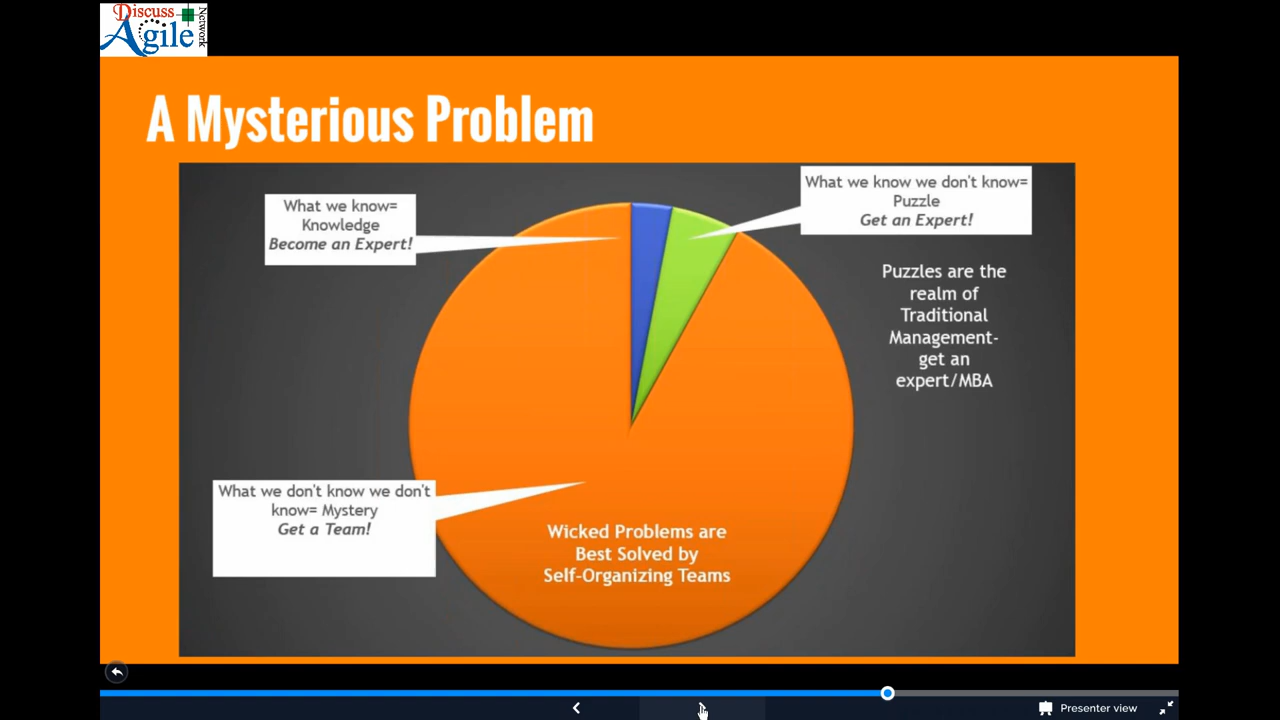 Discuss
Agile
Network
A Mysterious Problem
What we know=
Knowledge
Become an Expert!
What we know we don't know=
Puzzle
Get an Expert!
Puzzles are the
realm of
Traditional
Management-
get an
expert/MBA
What we don't know we don't
know= Mystery
Get a Team!
Wicked Problems are
Best Solved by
Self-Organizing Teams
Presenter view